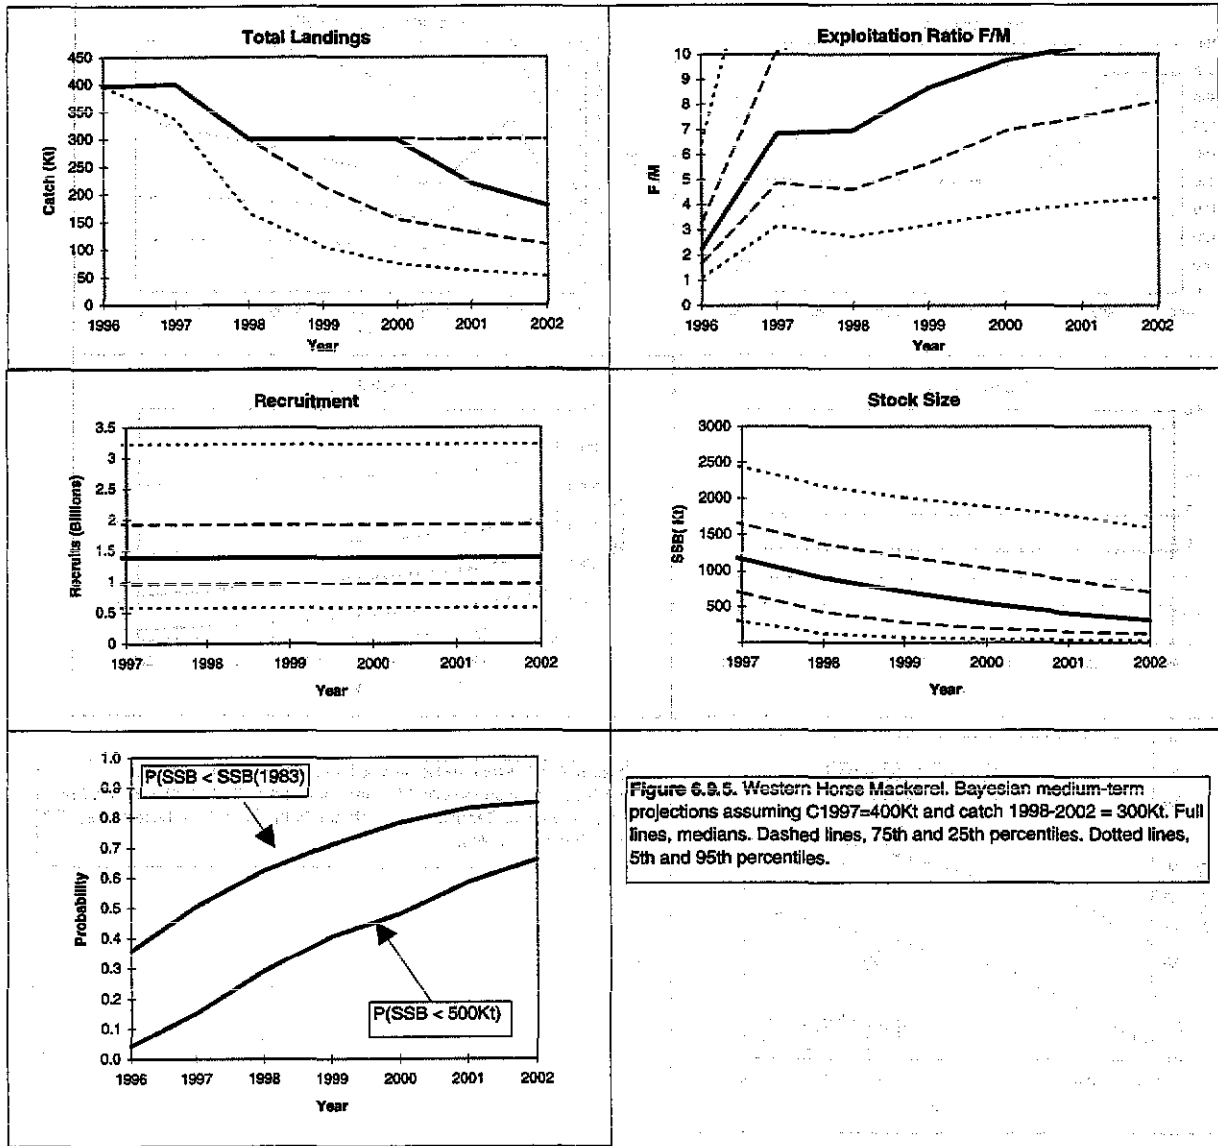 Total Landings
450
400
350
300
250
200
150
100
50
0
Catch (Kt)
1996 1997 1998 1999 2000 2001 2002
Year
Exploitation Ratio F/M
10
9
8
7
6
5
4
3
2
1
0
F /M
1996 1997 1998 1999 2000 2001 2002
Year
Recruitment
3.5
3
2.5
2
1.5
1
0.5
0
Recruits (Billions)
1997 1998 1999 2000 2001 2002
Year
Stock Size
3000
2500
2000
1500
1000
500
SSB( Kt)
1997 1998 1999 2000 2001 2002
Year
1.0
0.9
0.8
0.7
0.6
0.5
0.4
0.3
0.2
0.1
0.0
Probability
P(SSB < SSB(1983)
P(SSB < 500Kt)
1996 1997 1998 1999 2000 2001 2002
Year
Figure 6.9.5. Western Horse Mackerel. Bayesian medium-term
projections assuming C1997=400Kt and catch 1998-2002 = 300Kt. Full
lines, medians. Dashed lines, 75th and 25th percentiles. Dotted lines,
5th and 95th percentiles.